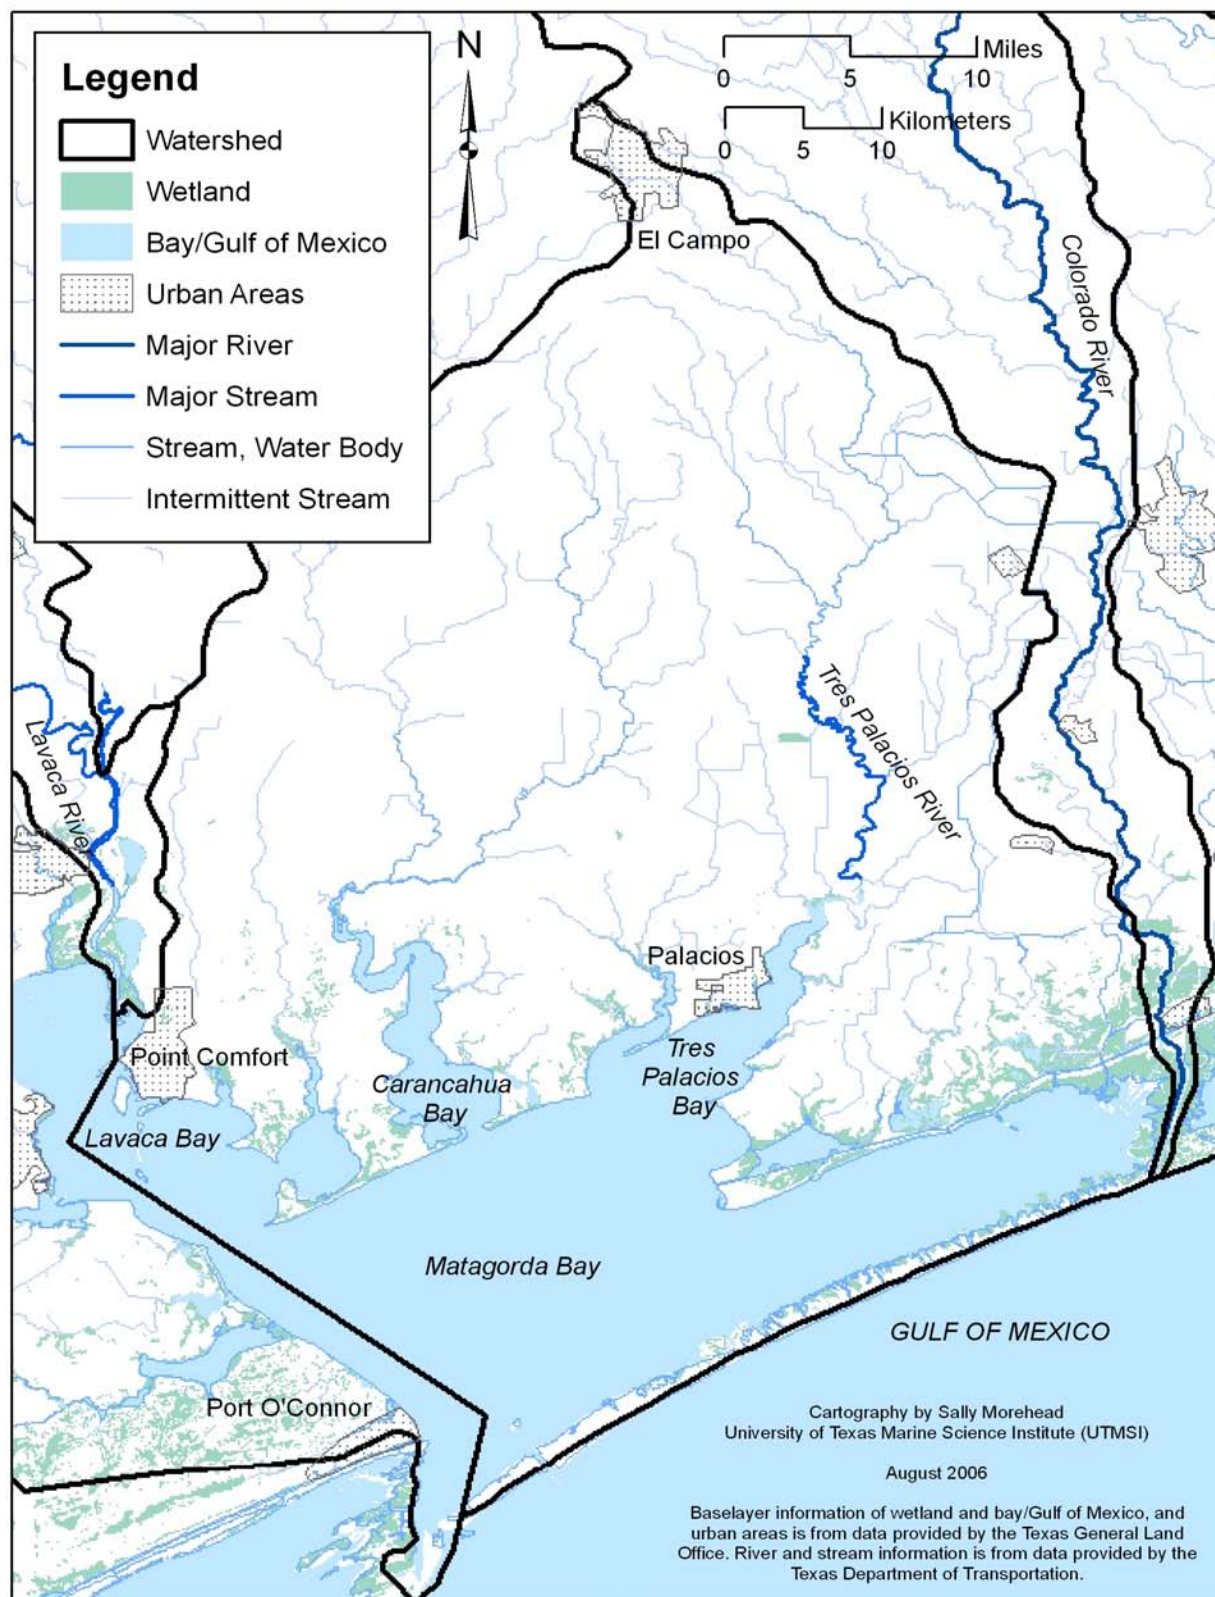 Legend
Watershed
Wetland
Bay/Gulf of Mexico
Urban Areas
Major River
Major Stream
Stream, Water Body
Intermittent Stream
N
Miles
0 5 10
Kilometers
0 5 10
El Campo
Colorado River
Tres Palacios River
Lavaca River
Palacios
Point Comfort
Tres
Palacios
Bay
Carancahua
Bay
Lavaca Bay
Matagorda Bay
GULF OF MEXICO
Port O'Connor
Cartography by Sally Morehead
University of Texas Marine Science Institute (UTMSI)
August 2006
Baselayer information of wetland and bay/Gulf of Mexico, and
urban areas is from data provided by the Texas General Land
Office. River and stream information is from data provided by the
Texas Department of Transportation.